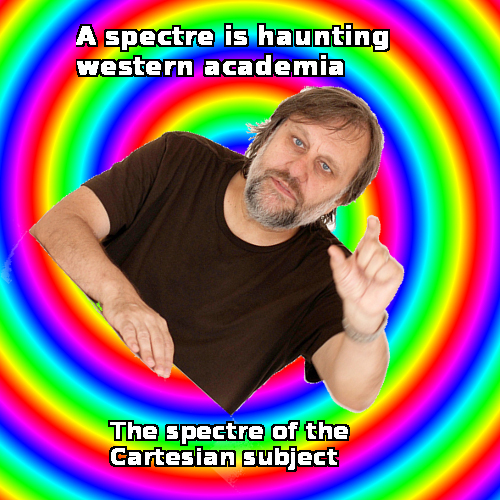 A spectre is haunting
western academia
The spectre of the
Cartesian subject